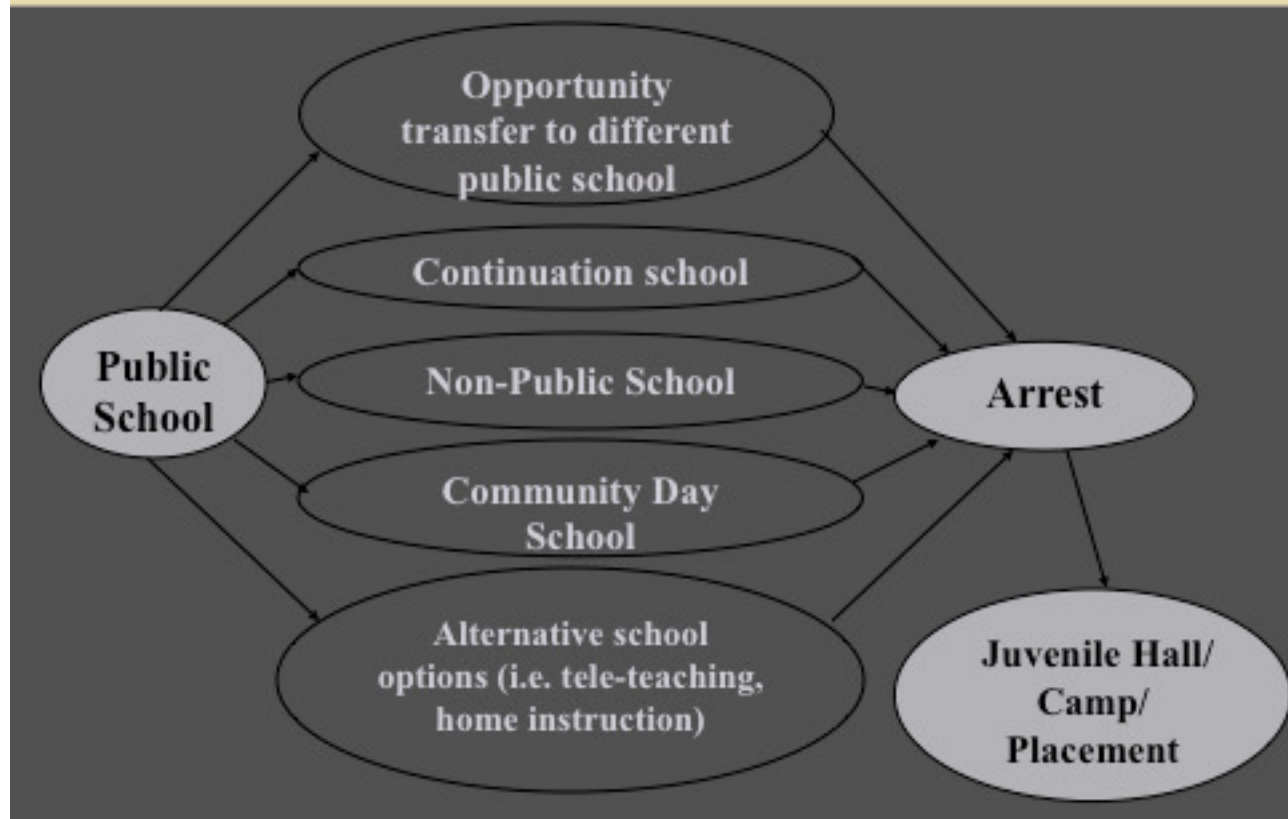 Opportunity
transfer to different
public school
Continuation school
Public
School
Non-Public School
Arrest
Community Day
School
Alternative school
options (i.e. tele-teaching,
home instruction)
Juvenile Hall/
Camp/
Placement